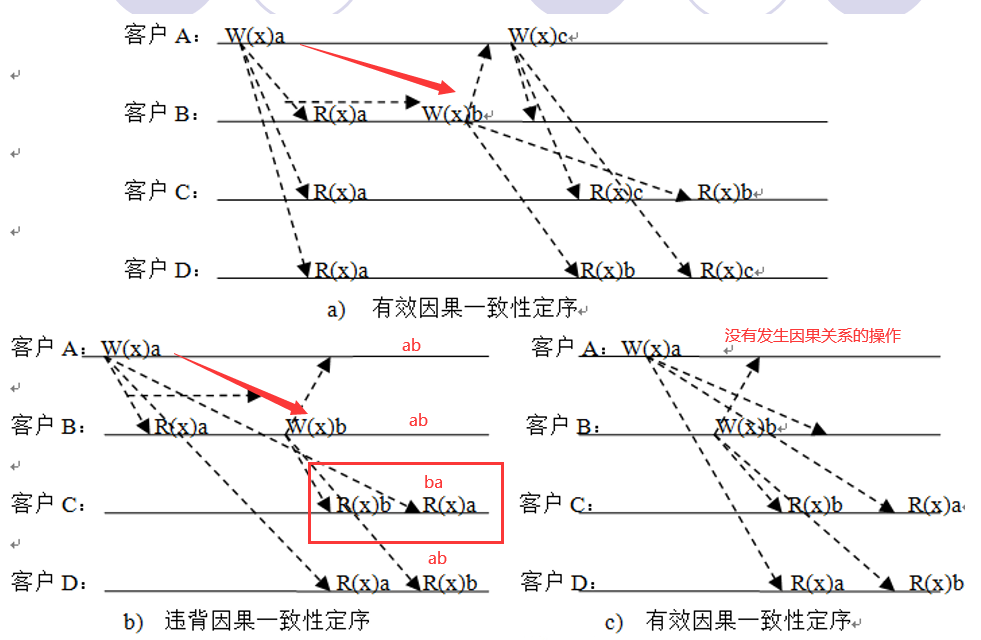 客户 A： W(x)a W(x)c
客户 B： R(x)a W(x)b
客户 C： R(x)a R(x)c R(x)b
客户 D： R(x)a R(x)b R(x)c
a) 有效因果一致性定序
客户 A： W(x)a ab
客户 B： R(x)a W(x)b ab
ba
客户 C： R(x)b R(x)a
ab
客户 D： R(x)a R(x)b
b) 违背因果一致性定序
没有发生因果关系的操作
客户 A： W(x)a
客户 B： W(x)b
客户 C： R(x)b R(x)a
客户 D： R(x)a R(x)b
c) 有效因果一致性定序